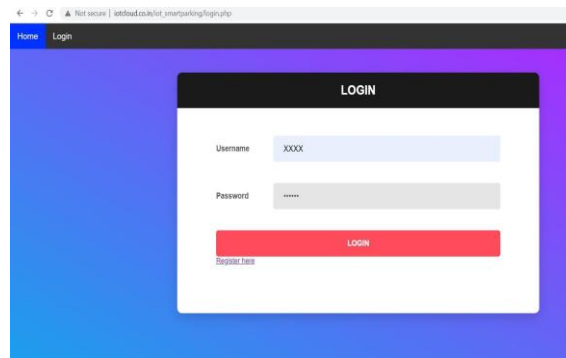 Not secure | iotcloud.co.in/iot_smartparking/login.php
Home Login
LOGIN
Username XXXX
Password ••••••
LOGIN
Register here